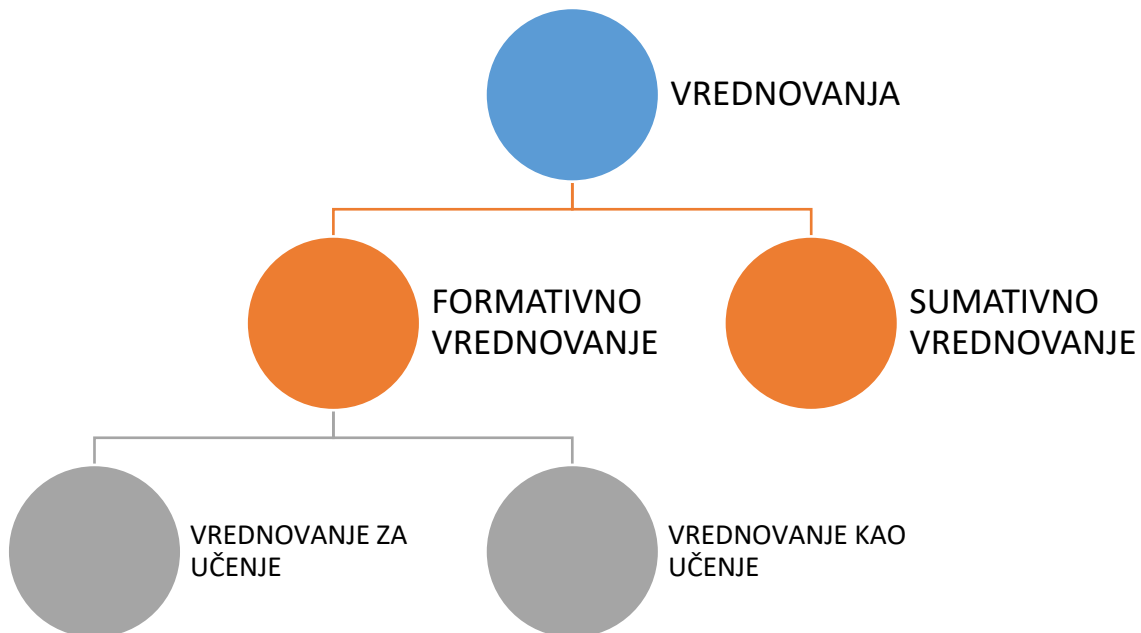 VREDNOVANJA
FORMATIVNO
VREDNOVANJE
SUMATIVNO
VREDNOVANJE
VREDNOVANJE ZA
UČENJE
VREDNOVANJE KAO
UČENJE